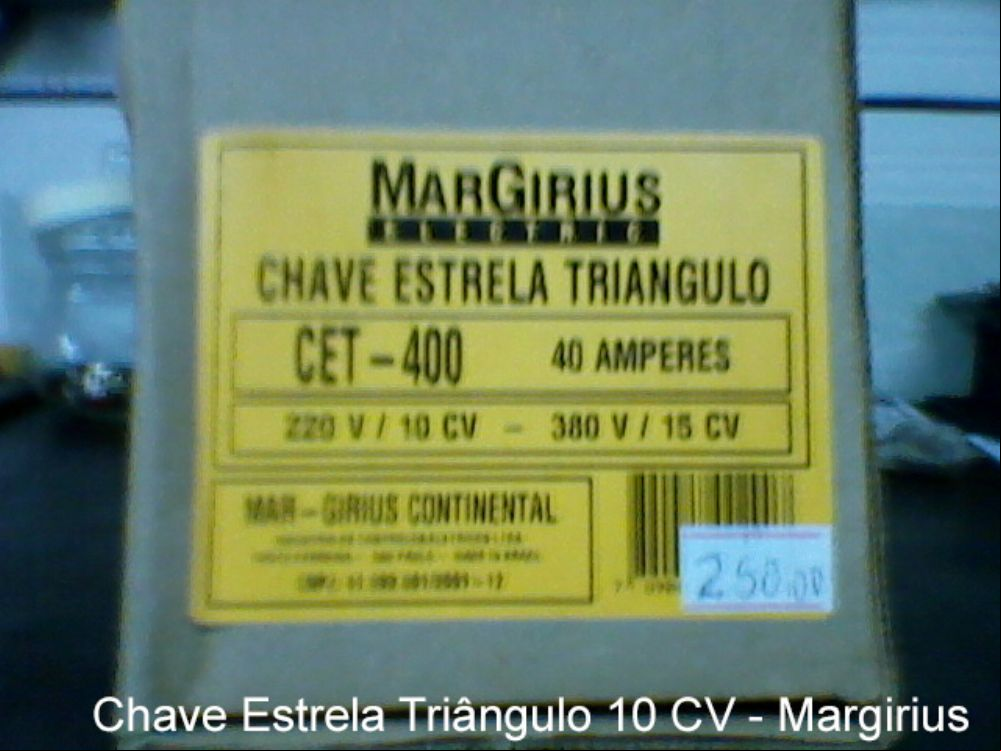 MARGIRIUS
ELECTRIC
CHAVE ESTRELA TRIANGULO
CET - 400 40 AMPERES
220 V / 10 CV - 380 V / 15 CV
MAR - GIRIUS CONTINENTAL
250,00
Chave Estrela Triângulo 10 CV - Margirius